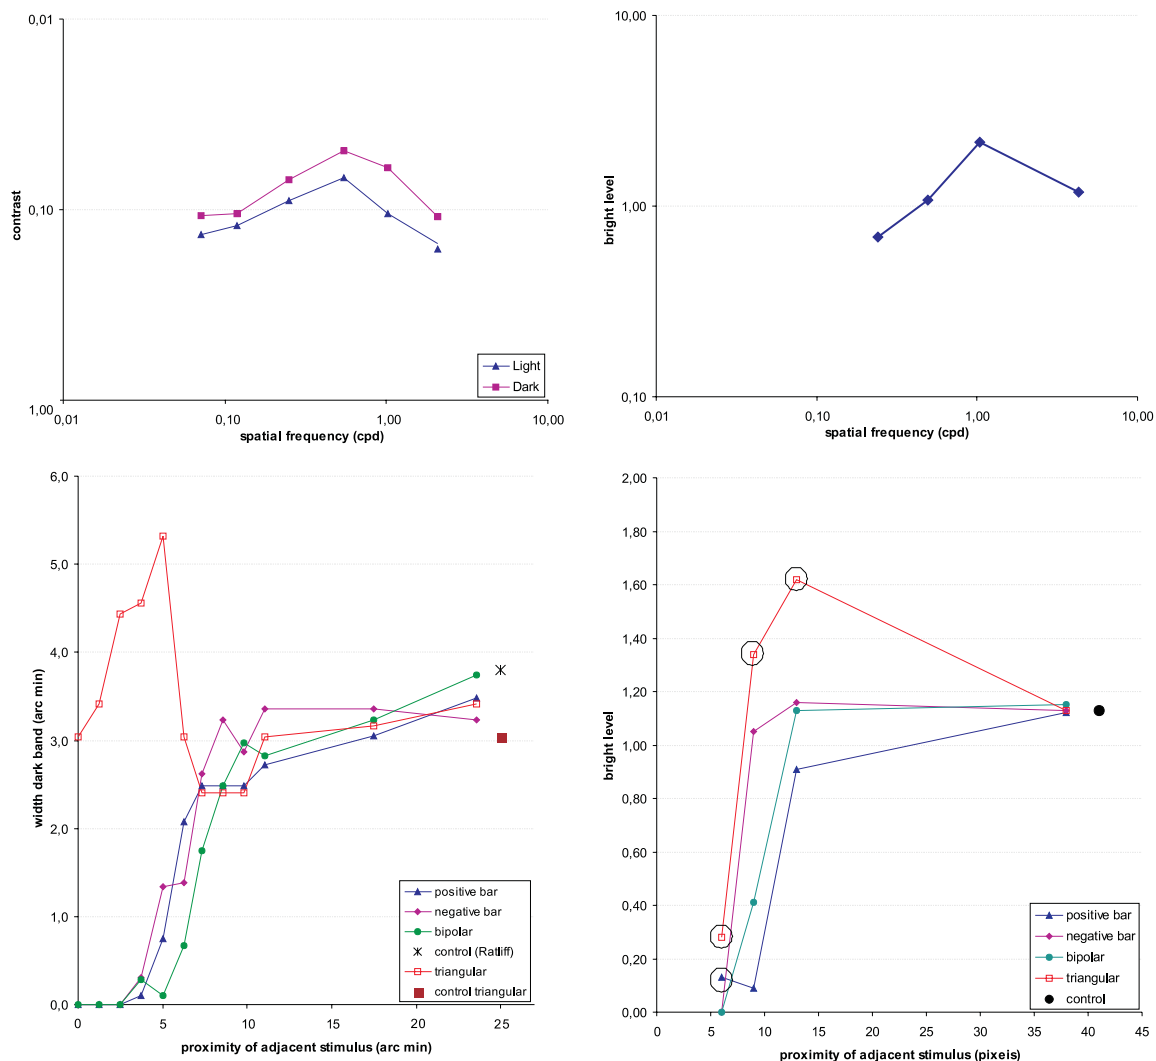 0,01
0,10
1,00
contrast
0,01
0,10
1,00
10,00
spatial frequency (cpd)
Light
Dark
10,00
1,00
0,10
bright level
0,01
0,10
1,00
10,00
spatial frequency (cpd)
6,0
5,0
4,0
3,0
2,0
1,0
0,0
width dark band (arc min)
0
5
10
15
20
25
proximity of adjacent stimulus (arc min)
positive bar
negative bar
bipolar
control (Ratliff)
triangular
control triangular
2,00
1,80
1,60
1,40
1,20
1,00
0,80
0,60
0,40
0,20
0,00
bright level
0
5
10
15
20
25
30
35
40
45
proximity of adjacent stimulus (pixeis)
positive bar
negative bar
bipolar
triangular
control